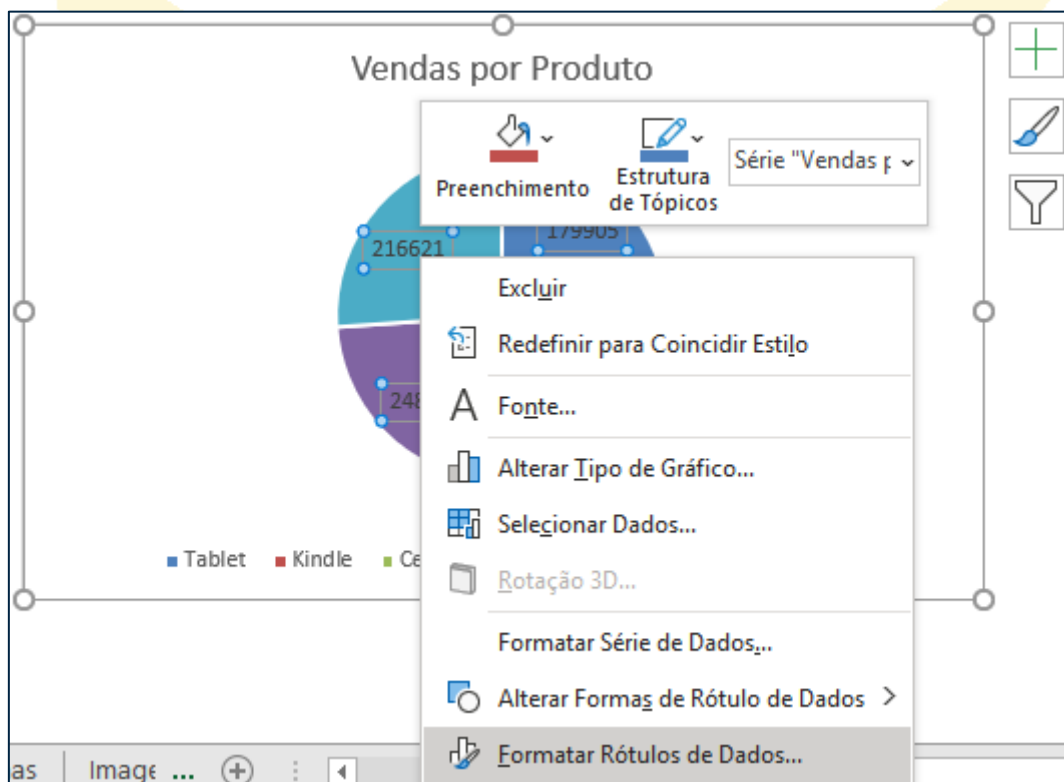 Vendas por Produto
Preenchimento
Estrutura
de Tópicos
Série "Vendas p
179905
216621
Excluir
Redefinir para Coincidir Estilo
248
Fonte...
Alterar Tipo de Gráfico...
Selecionar Dados...
Tablet Kindle Ce
Rotação 3D...
Formatar Série de Dados...
Alterar Formas de Rótulo de Dados
Formatar Rótulos de Dados...
as Image ...